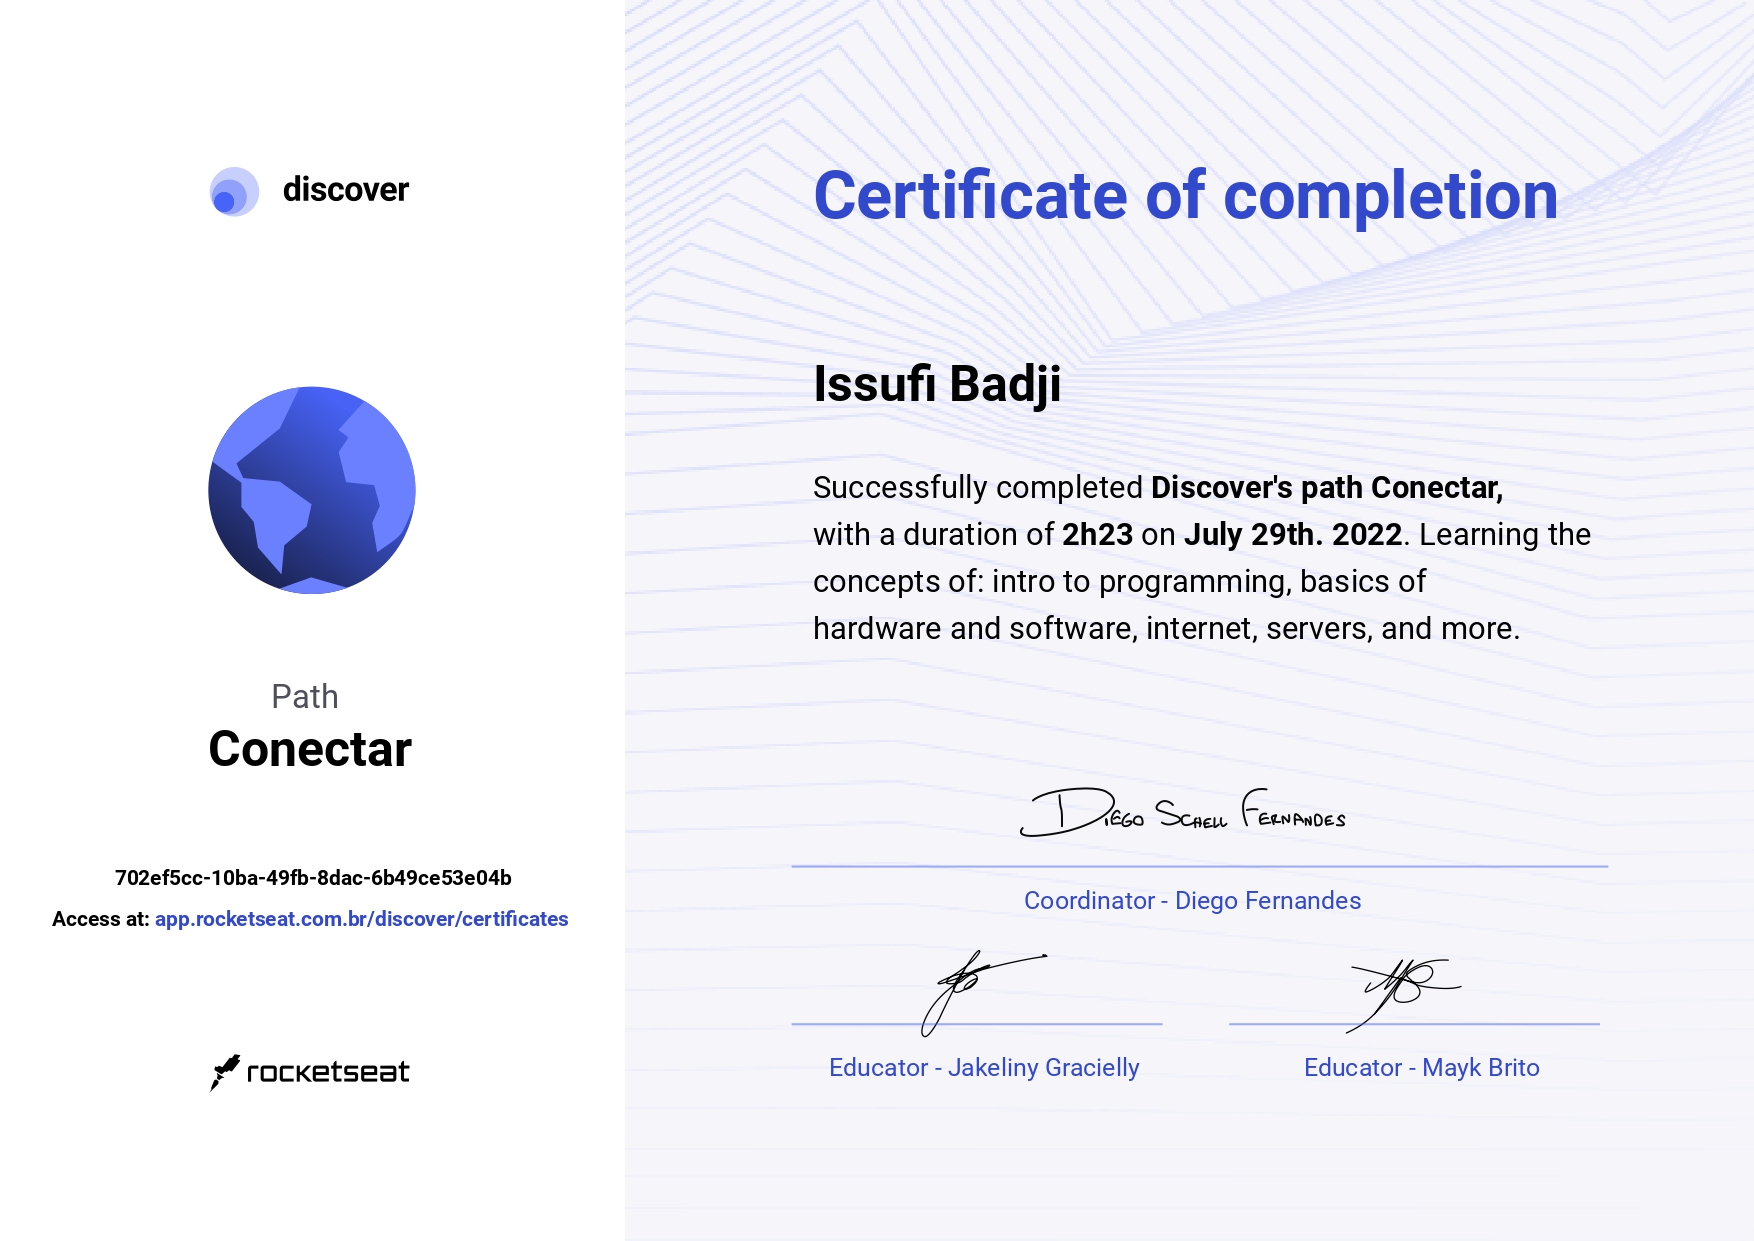 discover
Path
Conectar
702ef5cc-10ba-49fb-8dac-6b49ce53e04b
Access at: app.rocketseat.com.br/discover/certificates
rocketseat
Certificate of completion
Issufi Badji
Successfully completed Discover's path Conectar,
with a duration of 2h23 on July 29th. 2022. Learning the
concepts of: intro to programming, basics of
hardware and software, internet, servers, and more.
Diego Schell Fernandes
Coordinator - Diego Fernandes
Educator - Jakeliny Gracielly
Educator - Mayk Brito